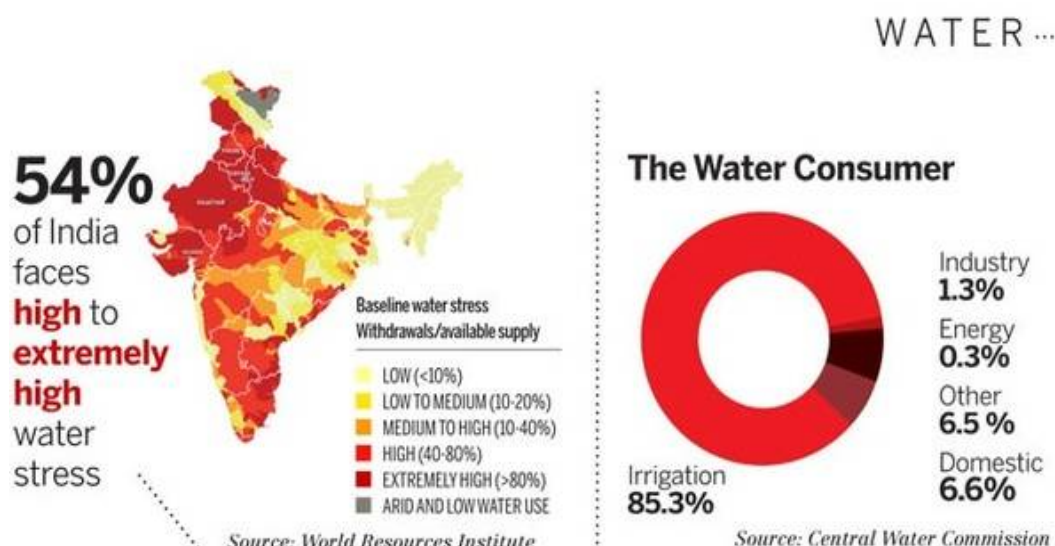 WATER ...
54%
of India
faces
high to
extremely
high
water
stress
Baseline water stress
Withdrawals/available supply
LOW (<10%)
LOW TO MEDIUM (10-20%)
MEDIUM TO HIGH (10-40%)
HIGH (40-80%)
EXTREMELY HIGH (>80%)
ARID AND LOW WATER USE
Source: World Resources Institute
The Water Consumer
Industry
1.3%
Energy
0.3%
Other
6.5 %
Domestic
6.6%
Irrigation
85.3%
Source: Central Water Commission